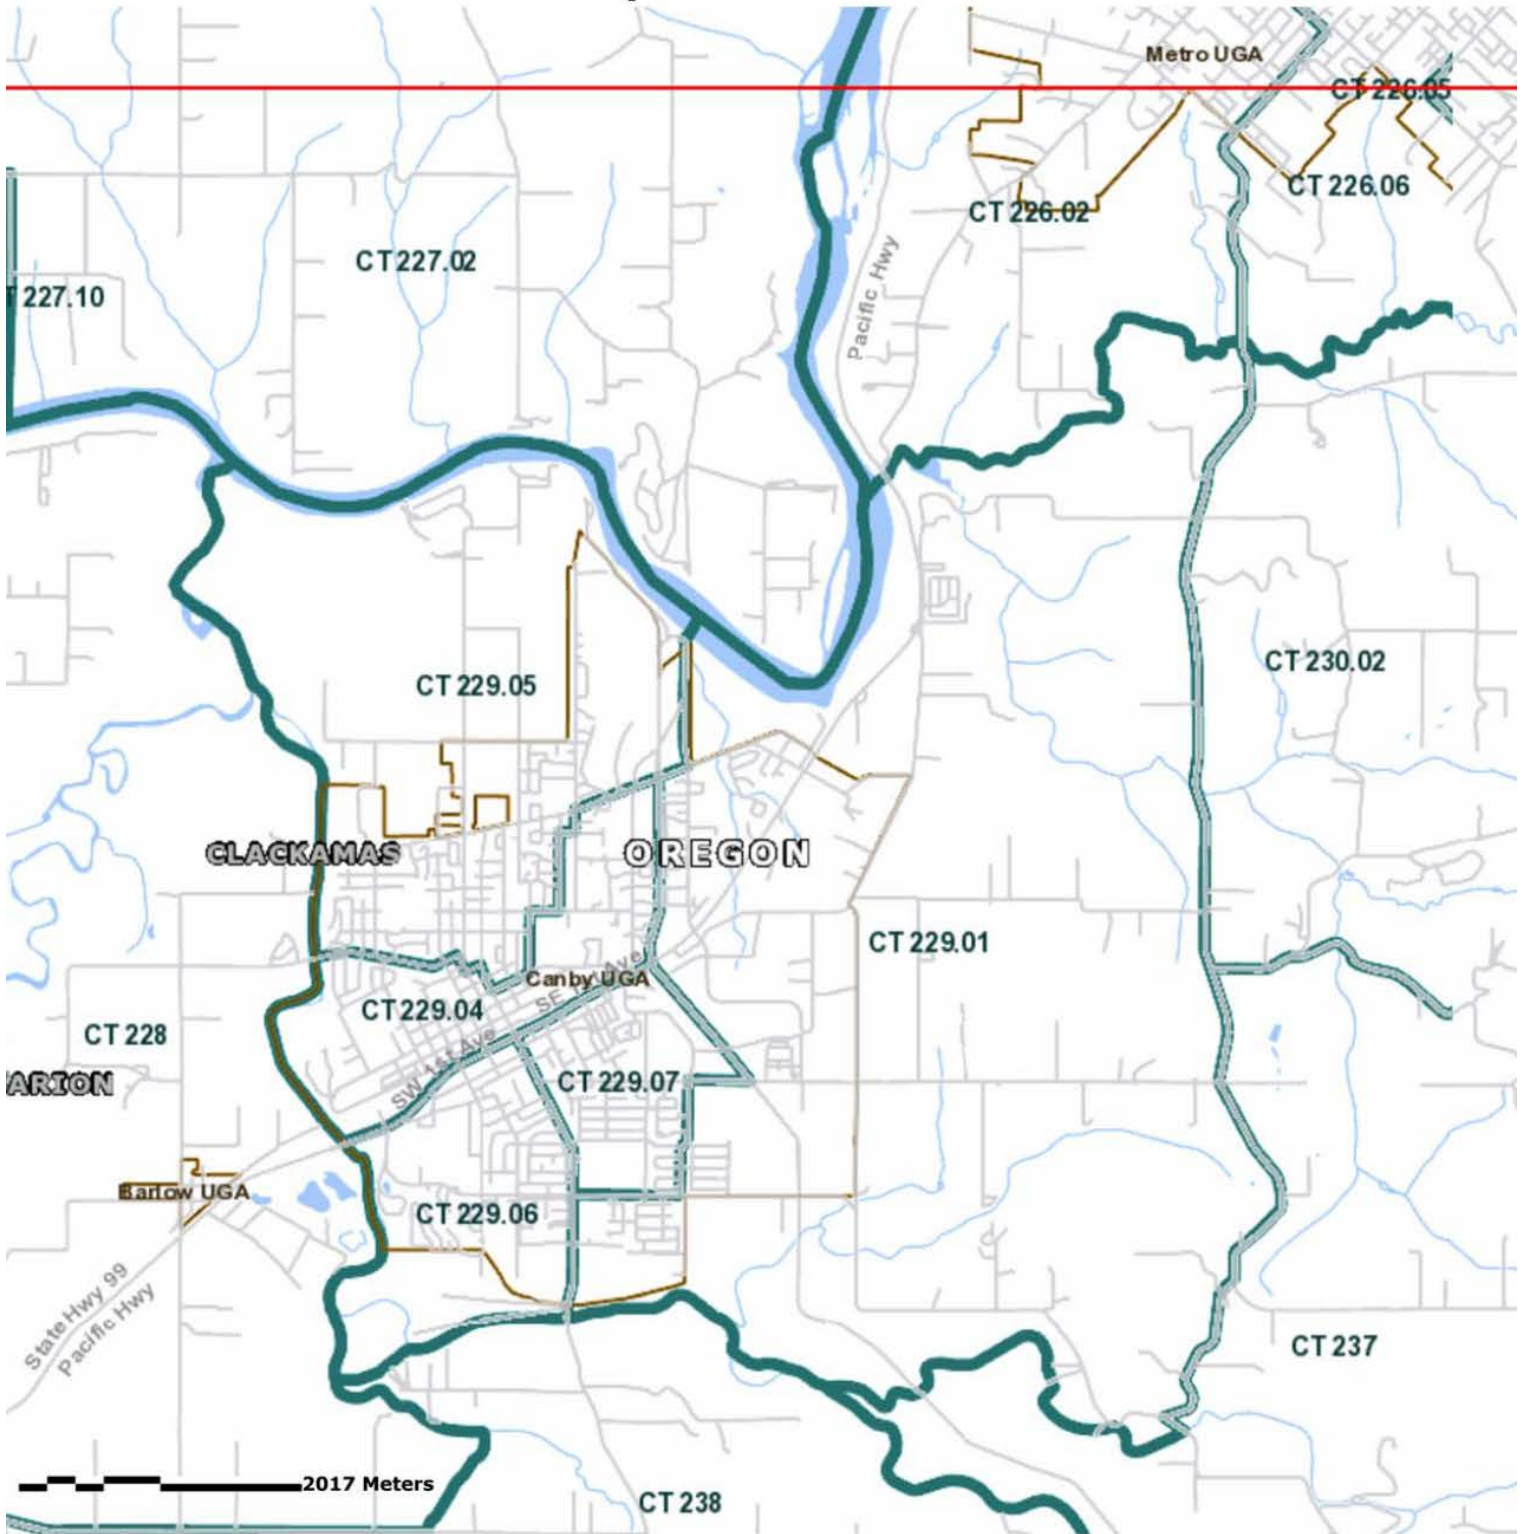 Metro UGA
CT 226.05
CT 226.06
CT 226.02
CT 227.02
T 227.10
Pacific Hwy
CT 229.05
CT 230.02
CLACKAMAS
OREGON
CT 229.01
Canby UGA
SE 1st Ave
CT 229.04
CT 228
SW 1st Ave
CT 229.07
ARION
Barlow UGA
CT 229.06
State Hwy 99
Pacific Hwy
CT 237
2017 Meters
CT 238